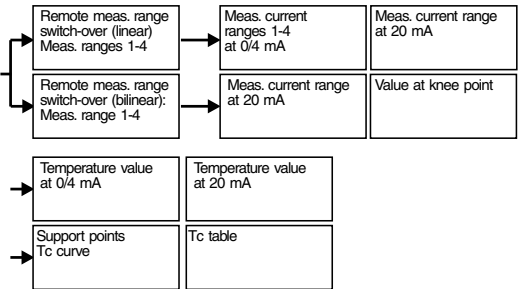 Remote meas. range
switch-over (linear)
Meas. ranges 1-4
Meas. current
ranges 1-4
at 0/4 mA
Meas. current range
at 20 mA
Remote meas. range
switch-over (bilinear):
Meas. range 1-4
Meas. current range
at 20 mA
Value at knee point
Temperature value
at 0/4 mA
Temperature value
at 20 mA
Support points
Tc curve
Tc table